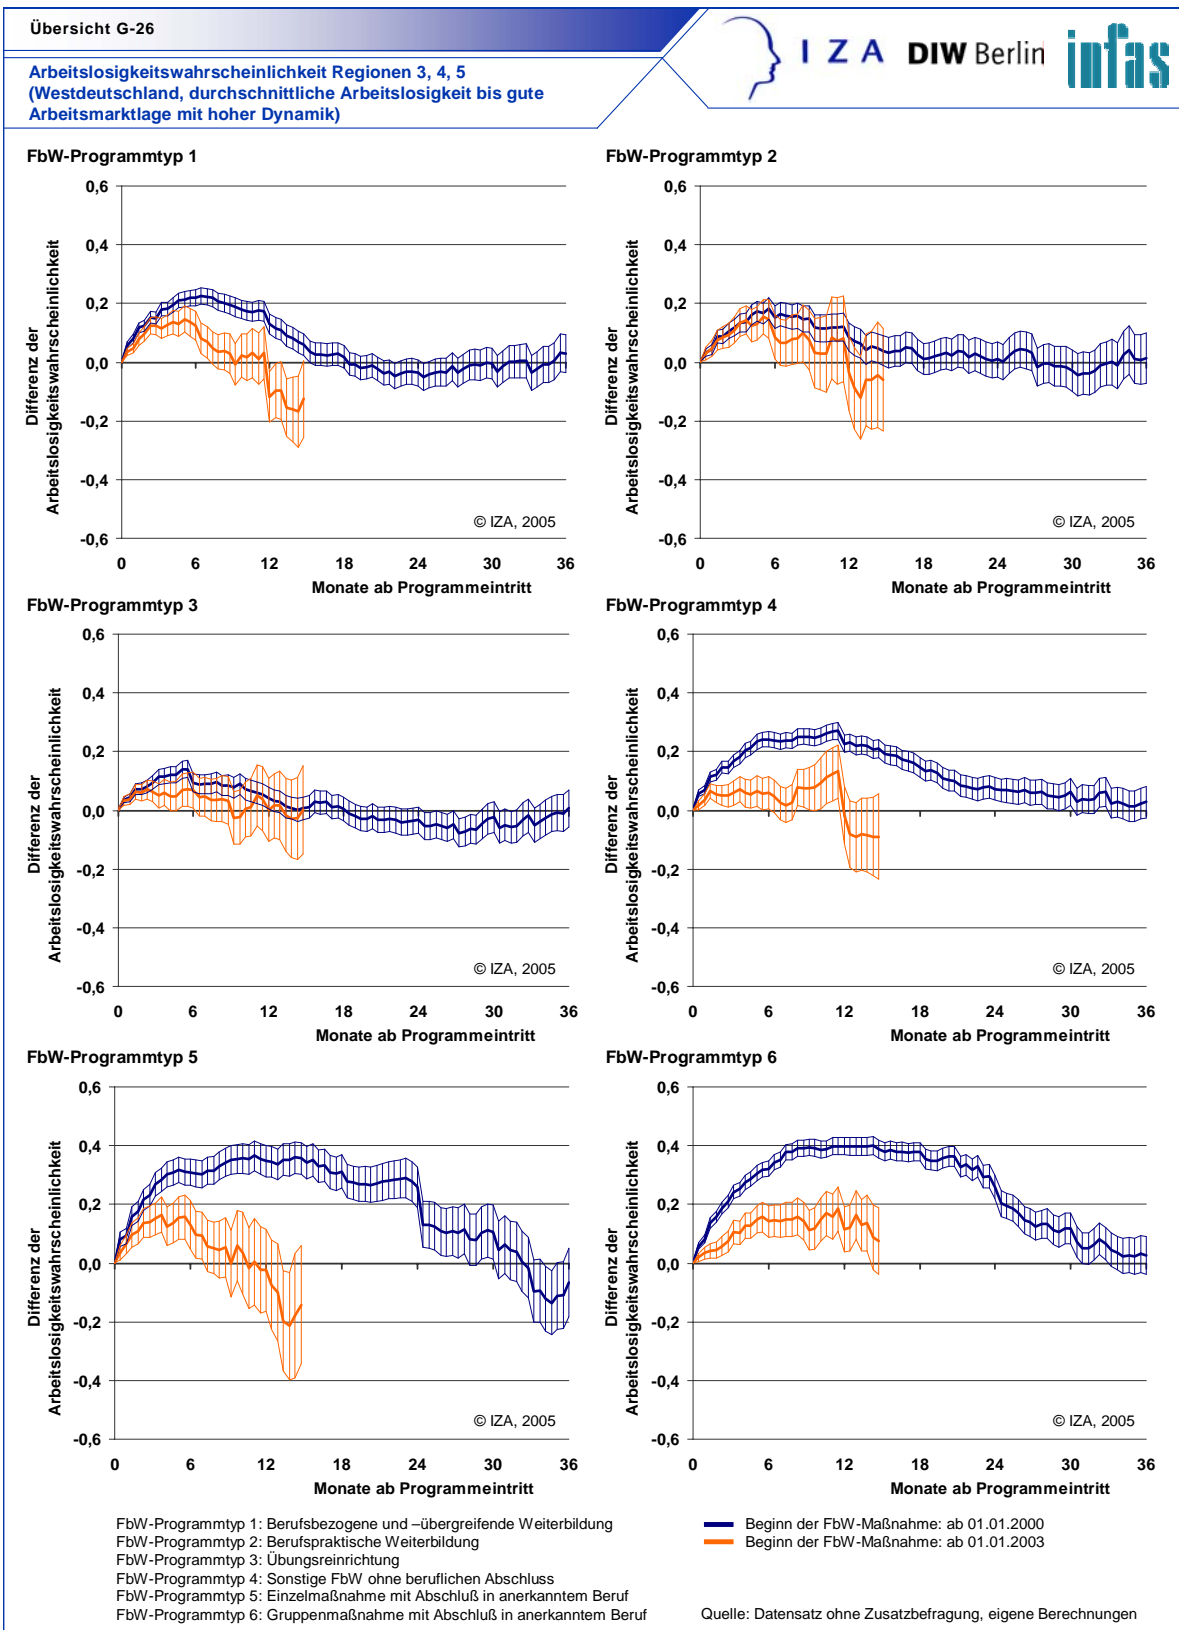 Übersicht G-26
IZA DIW Berlin infas
Arbeitslosigkeitswahrscheinlichkeit Regionen 3, 4, 5
(Westdeutschland, durchschnittliche Arbeitslosigkeit bis gute
Arbeitsmarktlage mit hoher Dynamik)
FbW-Programmtyp 1
Differenz der
Arbeitslosigkeitswahrscheinlichkeit
0,6
0,4
0,2
0,0
-0,2
-0,4
-0,6
© IZA, 2005
0 6 12 18 24 30 36
Monate ab Programmeintritt
FbW-Programmtyp 2
Differenz der
Arbeitslosigkeitswahrscheinlichkeit
0,6
0,4
0,2
0,0
-0,2
-0,4
-0,6
© IZA, 2005
0 6 12 18 24 30 36
Monate ab Programmeintritt
FbW-Programmtyp 3
Differenz der
Arbeitslosigkeitswahrscheinlichkeit
0,6
0,4
0,2
0,0
-0,2
-0,4
-0,6
© IZA, 2005
0 6 12 18 24 30 36
Monate ab Programmeintritt
FbW-Programmtyp 4
Differenz der
Arbeitslosigkeitswahrscheinlichkeit
0,6
0,4
0,2
0,0
-0,2
-0,4
-0,6
© IZA, 2005
0 6 12 18 24 30 36
Monate ab Programmeintritt
FbW-Programmtyp 5
Differenz der
Arbeitslosigkeitswahrscheinlichkeit
0,6
0,4
0,2
0,0
-0,2
-0,4
-0,6
© IZA, 2005
0 6 12 18 24 30 36
Monate ab Programmeintritt
FbW-Programmtyp 6
Differenz der
Arbeitslosigkeitswahrscheinlichkeit
0,6
0,4
0,2
0,0
-0,2
-0,4
-0,6
© IZA, 2005
0 6 12 18 24 30 36
Monate ab Programmeintritt
FbW-Programmtyp 1: Berufsbezogene und –übergreifende Weiterbildung
FbW-Programmtyp 2: Berufspraktische Weiterbildung
FbW-Programmtyp 3: Übungsreinrichtung
FbW-Programmtyp 4: Sonstige FbW ohne beruflichen Abschluss
FbW-Programmtyp 5: Einzelmaßnahme mit Abschluß in anerkanntem Beruf
FbW-Programmtyp 6: Gruppenmaßnahme mit Abschluß in anerkanntem Beruf
Beginn der FbW-Maßnahme: ab 01.01.2000
Beginn der FbW-Maßnahme: ab 01.01.2003
Quelle: Datensatz ohne Zusatzbefragung, eigene Berechnungen